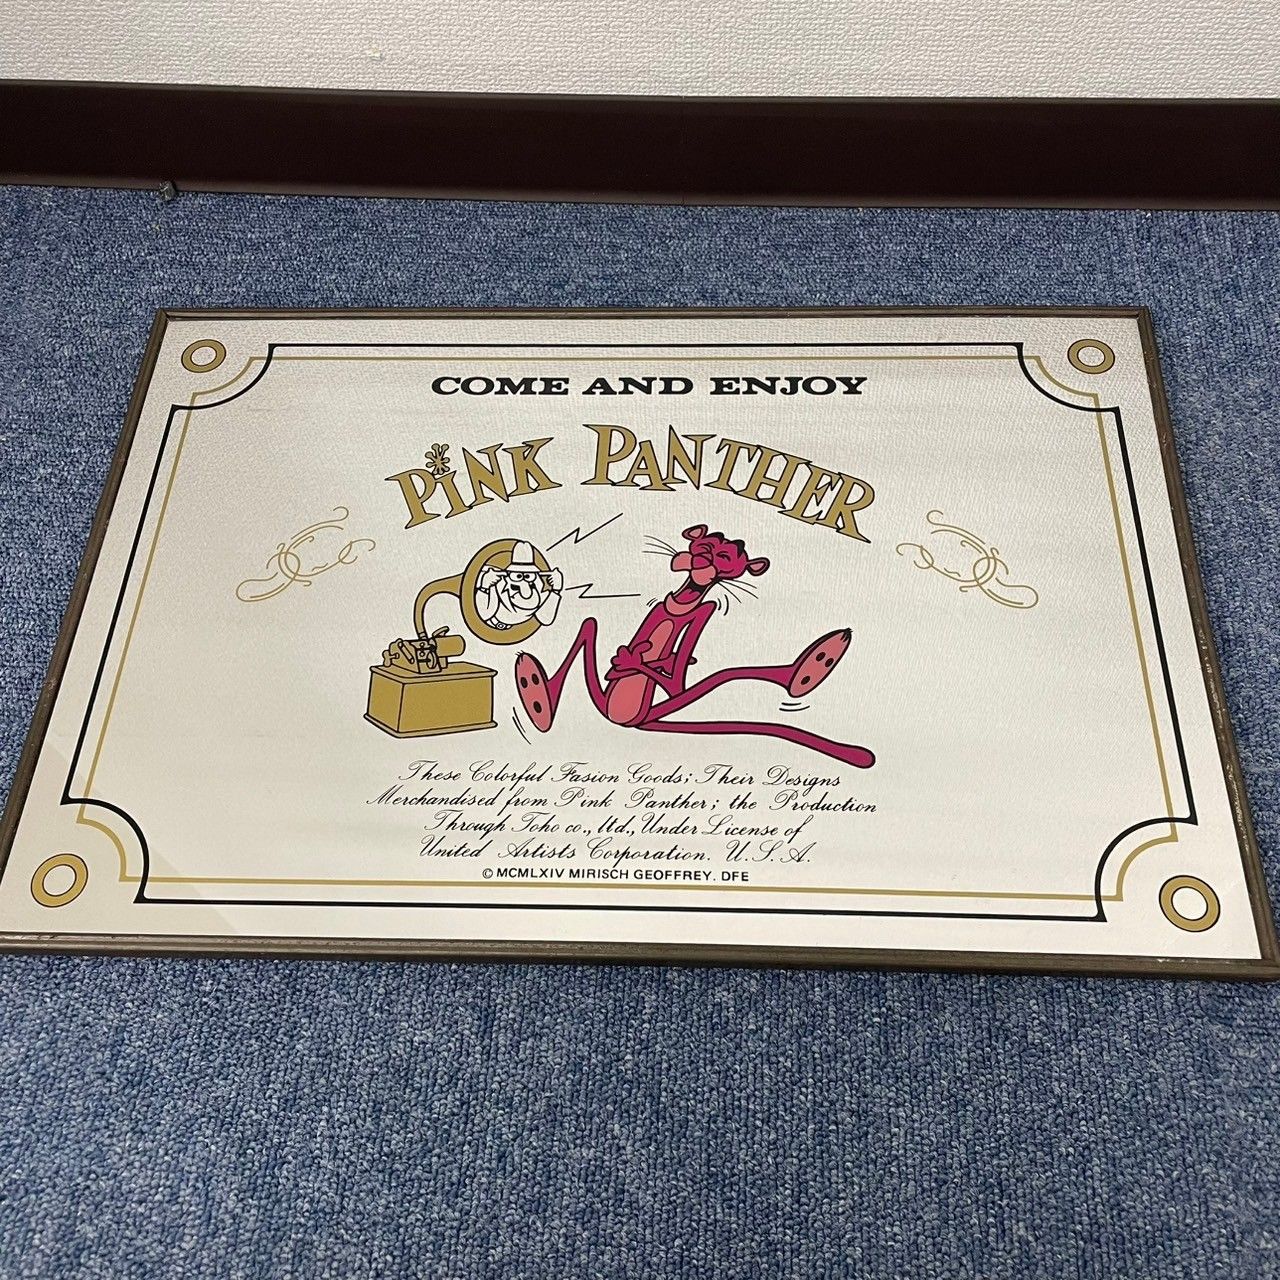 COME AND ENJOY
PiNK PANTHER
These Colorful Fasion Goods; Their Designs
Merchandised from Pink Panther; the Production
Through Toho co., ltd., Under License of
United Artists Corporation. U.S.A.
© MCMLXIV MIRISCH GEOFFREY. DFE